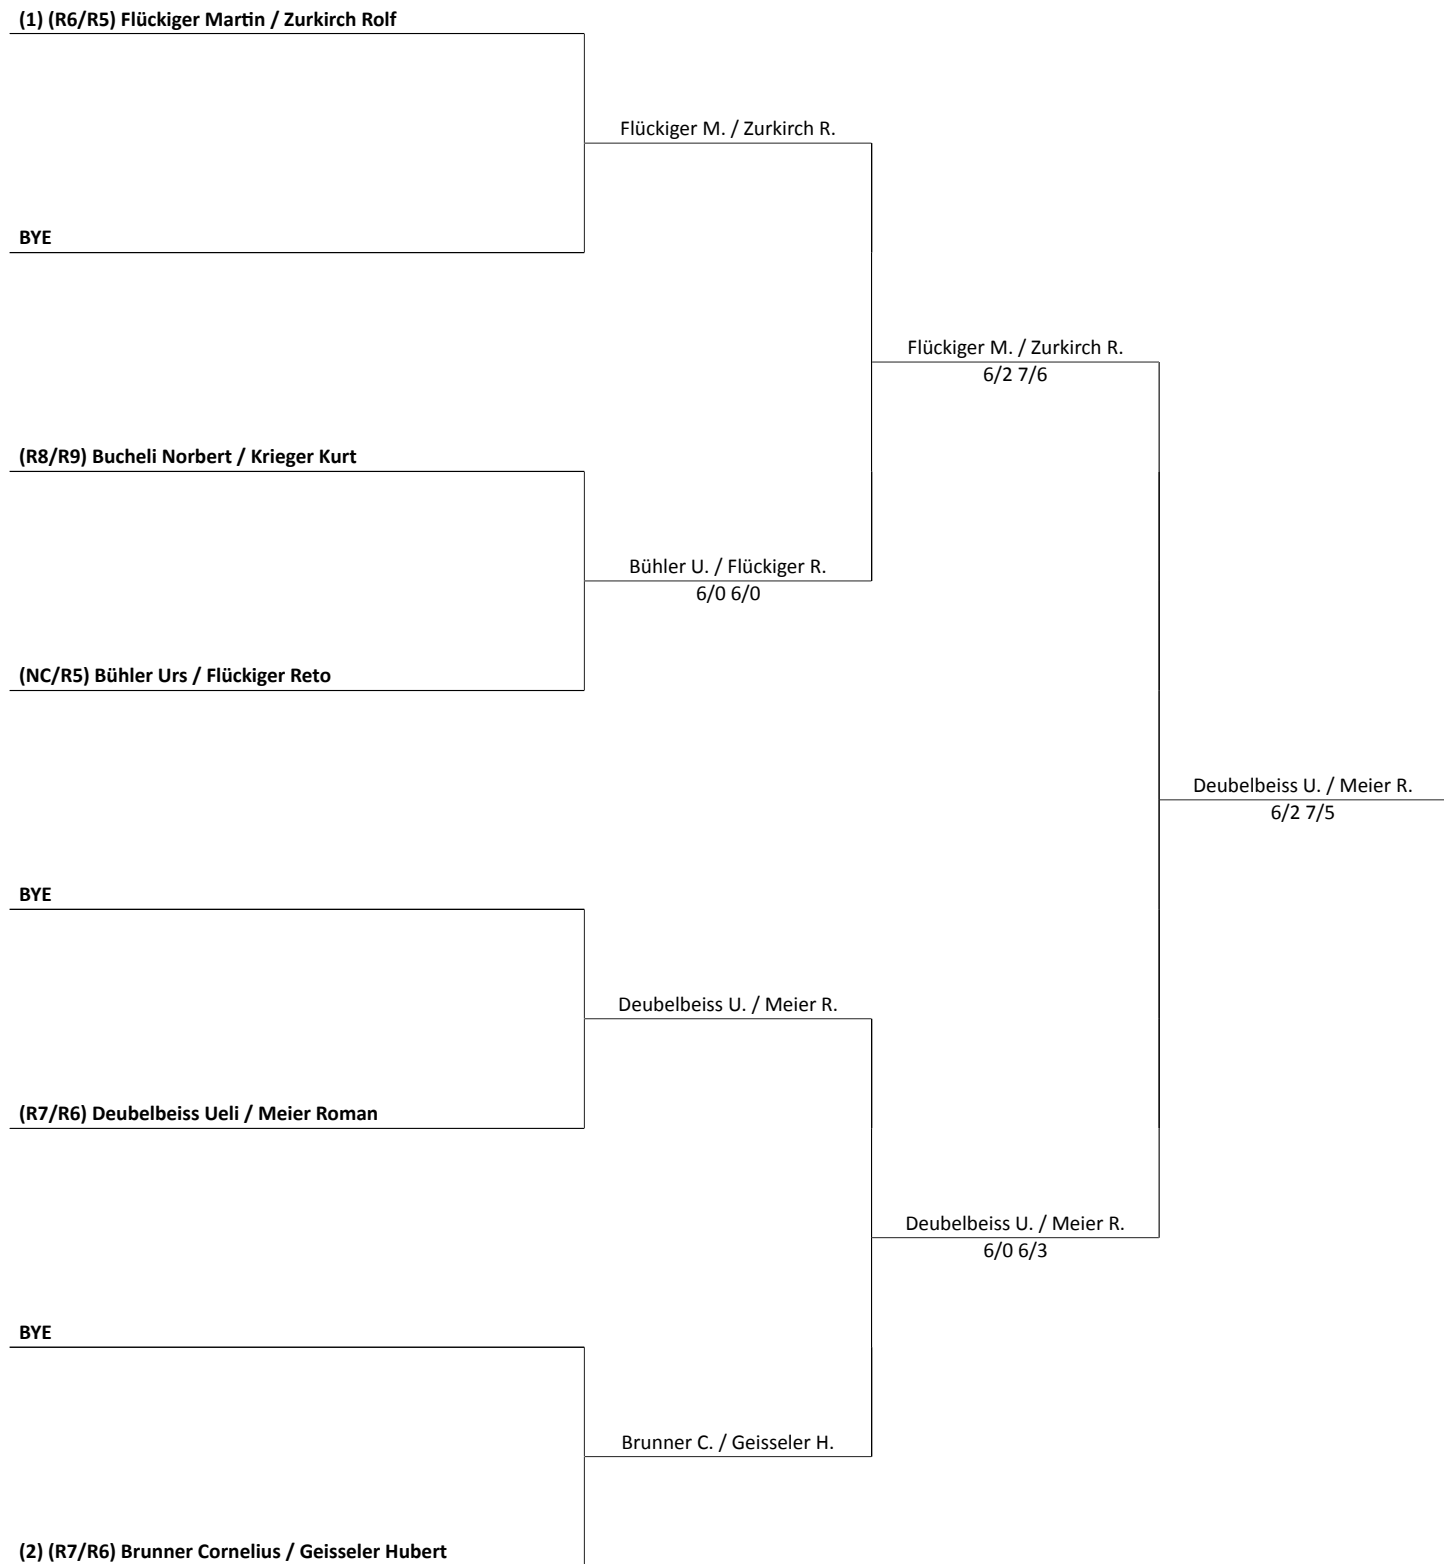 (1) (R6/R5) Flückiger Martin / Zurkirch Rolf
Flückiger M. / Zurkirch R.
BYE
Flückiger M. / Zurkirch R.
6/2 7/6
(R8/R9) Bucheli Norbert / Krieger Kurt
Bühler U. / Flückiger R.
6/0 6/0
(NC/R5) Bühler Urs / Flückiger Reto
Deubelbeiss U. / Meier R.
6/2 7/5
BYE
Deubelbeiss U. / Meier R.
(R7/R6) Deubelbeiss Ueli / Meier Roman
Deubelbeiss U. / Meier R.
6/0 6/3
BYE
Brunner C. / Geisseler H.
(2) (R7/R6) Brunner Cornelius / Geisseler Hubert